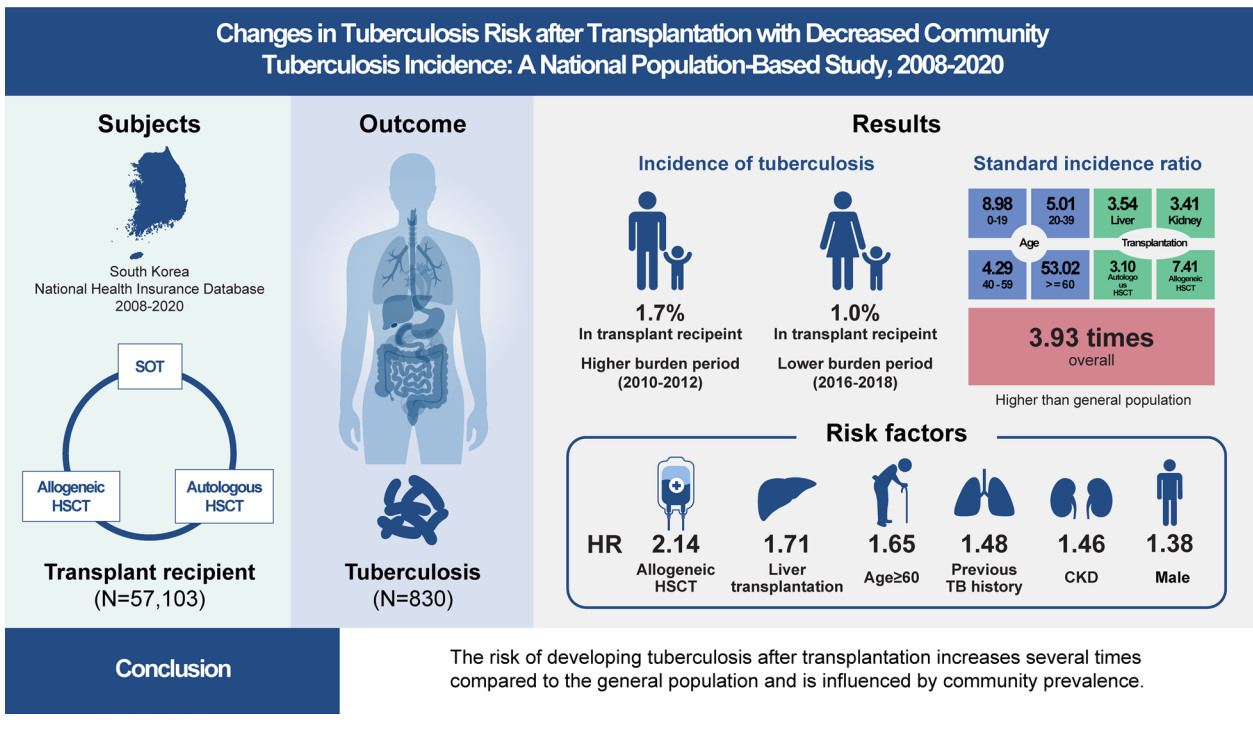 Changes in Tuberculosis Risk after Transplantation with Decreased Community
Tuberculosis Incidence: A National Population-Based Study, 2008-2020
Subjects
South Korea
National Health Insurance Database
2008-2020
SOT
Allogeneic
HSCT
Autologous
HSCT
Transplant recipient
(N=57,103)
Outcome
Tuberculosis
(N=830)
Results
Incidence of tuberculosis
1.7%
In transplant recipeint
Higher burden period
(2010-2012)
1.0%
In transplant recipeint
Lower burden period
(2016-2018)
Standard incidence ratio
8.98
0-19
5.01
20-39
Age
4.29
40 - 59
53.02
>= 60
3.54
Liver
3.41
Kidney
Transplantation
3.10
Autologo
us
HSCT
7.41
Allogeneic
HSCT
3.93 times
overall
Higher than general population
Risk factors
HR
2.14
Allogeneic
HSCT
1.71
Liver
transplantation
1.65
Age≥60
1.48
Previous
TB history
1.46
CKD
1.38
Male
Conclusion
The risk of developing tuberculosis after transplantation increases several times
compared to the general population and is influenced by community prevalence.